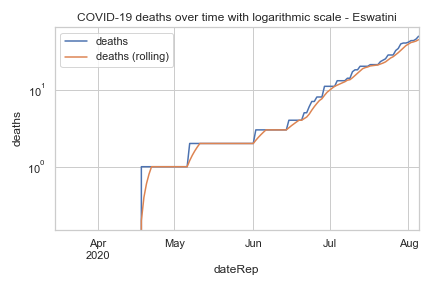 COVID-19 deaths over time with logarithmic scale - Eswatini
deaths
deaths (rolling)
deaths
10¹
10⁰
Apr
2020
May
Jun
Jul
Aug
dateRep